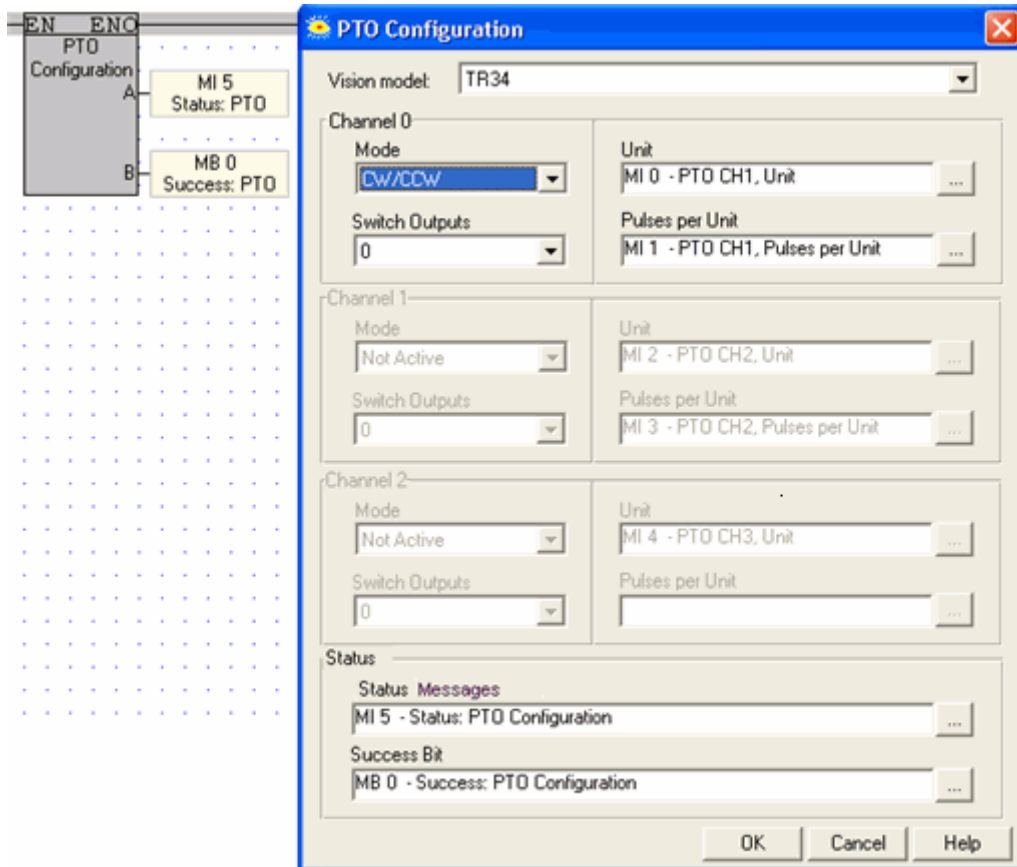 EN ENO
PTO
Configuration
A
MI 5
Status: PTO
B
MB 0
Success: PTO
PTO Configuration
Vision model: TR34
Channel 0
Mode
CW/CCW
Switch Outputs
0
Unit
MI 0 - PTO CH1, Unit
...
Pulses per Unit
MI 1 - PTO CH1, Pulses per Unit
...
Channel 1
Mode
Not Active
Switch Outputs
0
Unit
MI 2 - PTO CH2, Unit
...
Pulses per Unit
MI 3 - PTO CH2, Pulses per Unit
...
Channel 2
Mode
Not Active
Switch Outputs
0
Unit
MI 4 - PTO CH3, Unit
...
Pulses per Unit
...
Status
Status Messages
MI 5 - Status: PTO Configuration
...
Success Bit
MB 0 - Success: PTO Configuration
...
OK Cancel Help